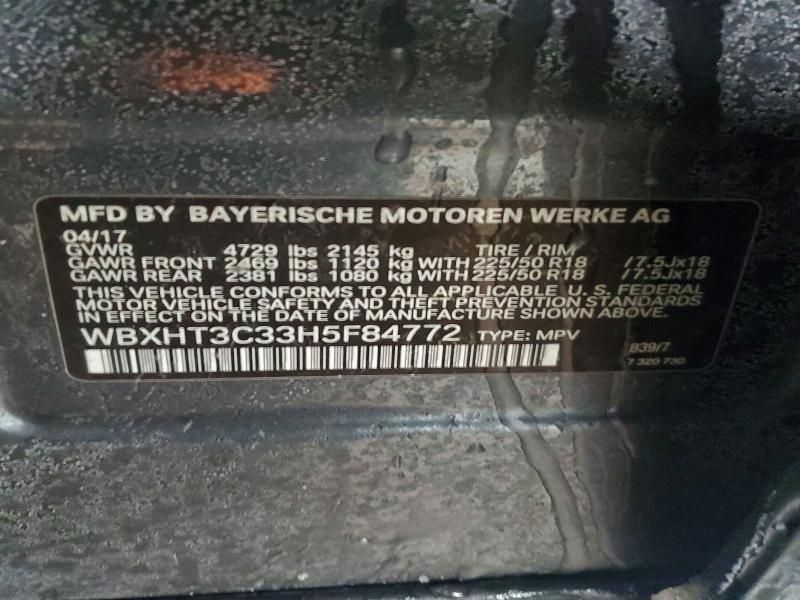 MFD BY BAYERISCHE MOTOREN WERKE AG
04/17
GVWR 4729 lbs 2145 kg TIRE / RIM
GAWR FRONT 2469 lbs 1120 kg WITH 225/50 R18 /7.5Jx18
GAWR REAR 2381 lbs 1080 kg WITH 225/50 R18 /7.5Jx18
THIS VEHICLE CONFORMS TO ALL APPLICABLE U. S. FEDERAL
MOTOR VEHICLE SAFETY AND THEFT PREVENTION STANDARDS
IN EFFECT ON THE DATE OF MANUFACTURE SHOWN ABOVE.
WBXHT3C33H5F84772 TYPE: MPV
B39/7
7 320 730